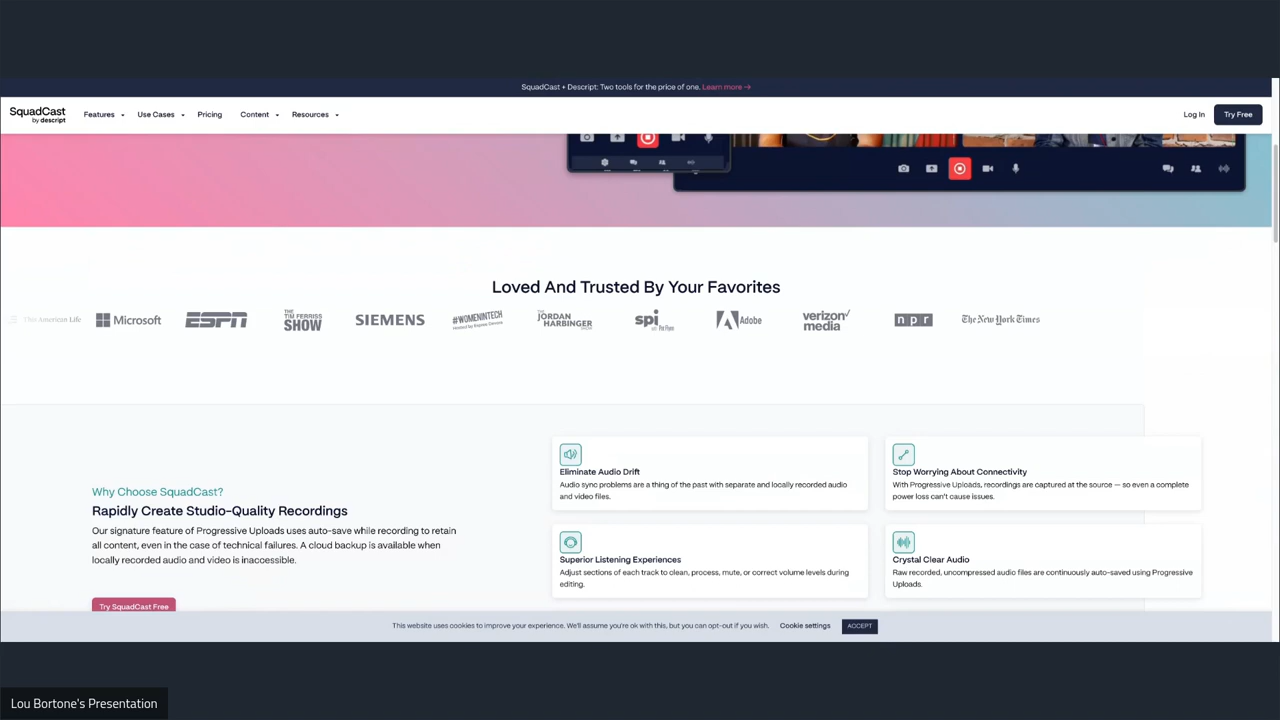 SquadCast + Descript: Two tools for the price of one. Learn more →
SquadCast
by descript
Features
Use Cases
Pricing
Content
Resources
Log In
Try Free
Loved And Trusted By Your Favorites
This American Life
Microsoft
ESPN
THE
TIM FERRISS
SHOW
SIEMENS
#WOMENINTECH
THE
JORDAN
HARBINGER
SHOW
spi
Adobe
verizon
media
npr
The New York Times
Why Choose SquadCast?
Rapidly Create Studio-Quality Recordings
Our signature feature of Progressive Uploads uses auto-save while recording to retain
all content, even in the case of technical failures. A cloud backup is available when
locally recorded audio and video is inaccessible.
Try SquadCast Free
Eliminate Audio Drift
Audio sync problems are a thing of the past with separate and locally recorded audio
and video files.
Stop Worrying About Connectivity
With Progressive Uploads, recordings are captured at the source — so even a complete
power loss can't cause issues.
Superior Listening Experiences
Adjust sections of each track to clean, process, mute, or correct volume levels during
editing.
Crystal Clear Audio
Raw recorded, uncompressed audio files are continuously auto-saved using Progressive
Uploads.
This website uses cookies to improve your experience. We'll assume you're ok with this, but you can opt-out if you wish.
Cookie settings
ACCEPT
Lou Bortone's Presentation